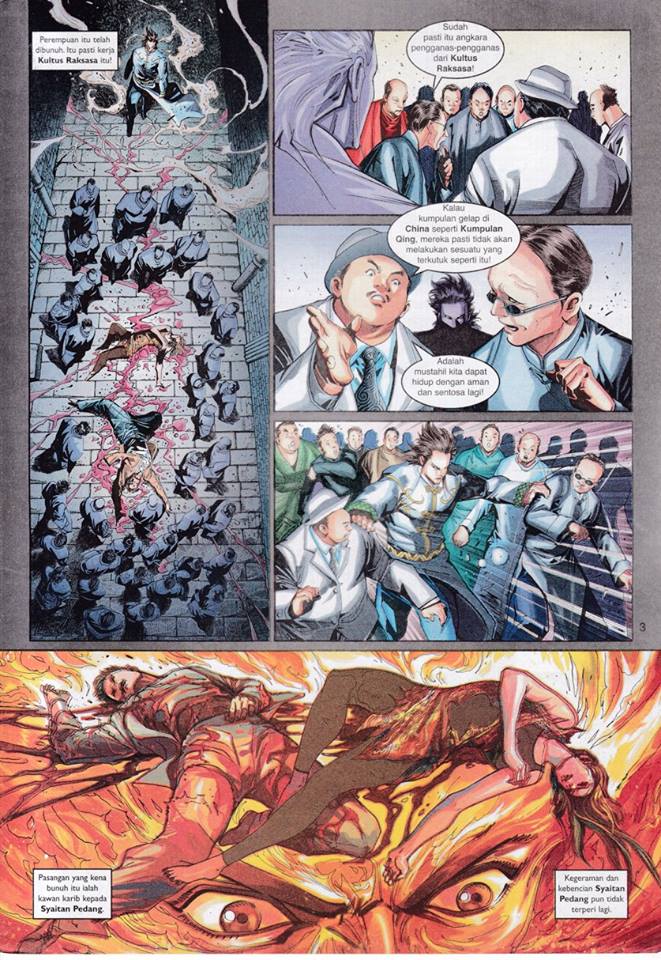 Perempuan itu telah
dibunuh. Itu pasti kerja
Kultus Raksasa itu!
Sudah
pasti itu angkara
pengganas-pengganas
dari Kultus
Raksasa!
Kalau
kumpulan gelap di
China seperti Kumpulan
Qing, mereka pasti tidak akan
melakukan sesuatu yang
terkutuk seperti itu!
Adalah
mustahil kita dapat
hidup dengan aman
dan sentosa lagi!
3
Pasangan yang kena
bunuh itu ialah
kawan karib kepada
Syaitan Pedang.
Kegeraman dan
kebencian Syaitan
Pedang pun tidak
terperi lagi.